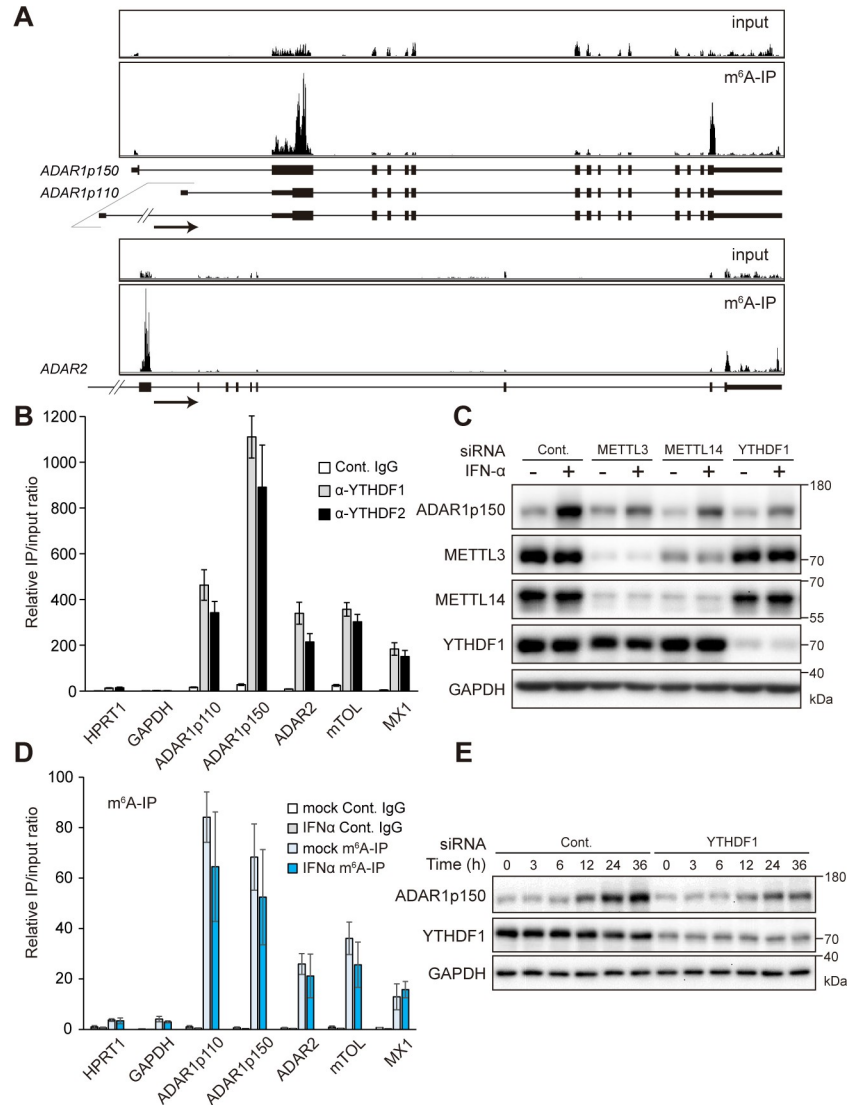 A
input
m⁶A-IP
ADAR1p150
ADAR1p110
input
m⁶A-IP
ADAR2
B
Relative IP/input ratio
1200
1000
800
600
400
200
0
Cont. IgG
α-YTHDF1
α-YTHDF2
HPRT1
GAPDH
ADAR1p110
ADAR1p150
ADAR2
mTOL
MX1
C
siRNA Cont. METTL3 METTL14 YTHDF1
IFN-α - + - + - + - +
180
ADAR1p150
METTL3
70
METTL14
70
55
YTHDF1
70
40
GAPDH
kDa
D
Relative IP/input ratio
100
80
60
40
20
0
m⁶A-IP
mock Cont. IgG
IFNα Cont. IgG
mock m⁶A-IP
IFNα m⁶A-IP
HPRT1
GAPDH
ADAR1p110
ADAR1p150
ADAR2
mTOL
MX1
E
siRNA Cont. YTHDF1
Time (h) 0 3 6 12 24 36 0 3 6 12 24 36
180
ADAR1p150
YTHDF1
70
40
GAPDH
kDa